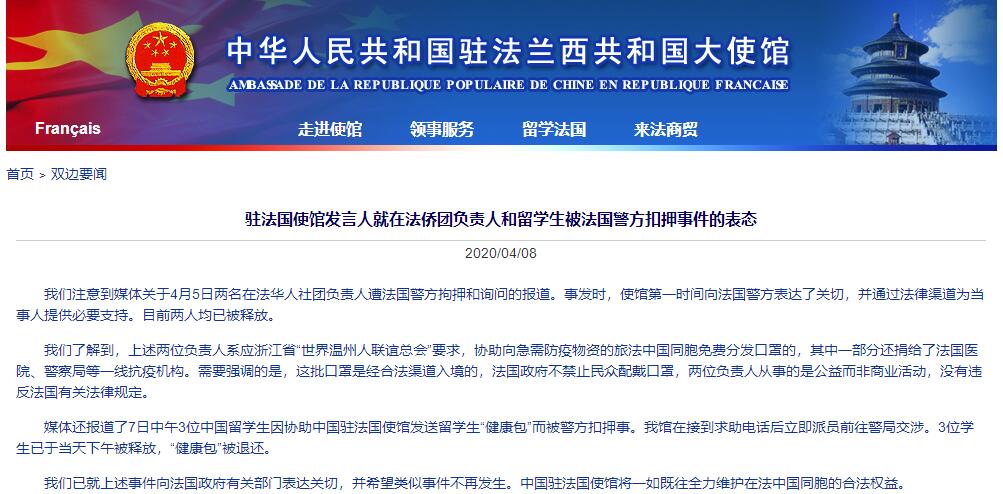 中华人民共和国驻法兰西共和国大使馆
AMBASSADE DE LA REPUBLIQUE POPULAIRE DE CHINE EN REPUBLIQUE FRANCAISE
Français 走进使馆 领事服务 留学法国 来法商贸
首页 > 双边要闻
驻法国使馆发言人就在法侨团负责人和留学生被法国警方扣押事件的表态
2020/04/08
我们注意到媒体关于4月5日两名在法华人社团负责人遭法国警方拘押和询问的报道。事发时，使馆第一时间向法国警方表达了关切，并通过法律渠道为当
事人提供必要支持。目前两人均已被释放。
我们了解到，上述两位负责人系应浙江省“世界温州人联谊总会”要求，协助向急需防疫物资的旅法中国同胞免费分发口罩的，其中一部分还捐给了法国医
院、警察局等一线抗疫机构。需要强调的是，这批口罩是经合法渠道入境的，法国政府不禁止民众配戴口罩，两位负责人从事的是公益而非商业活动，没有违
反法国有关法律规定。
媒体还报道了7日中午3位中国留学生因协助中国驻法国使馆发送留学生“健康包”而被警方扣押事。我馆在接到求助电话后立即派员前往警局交涉。3位学
生已于当天下午被释放，“健康包”被退还。
我们已就上述事件向法国政府有关部门表达关切，并希望类似事件不再发生。中国驻法国使馆将一如既往全力维护在法中国同胞的合法权益。